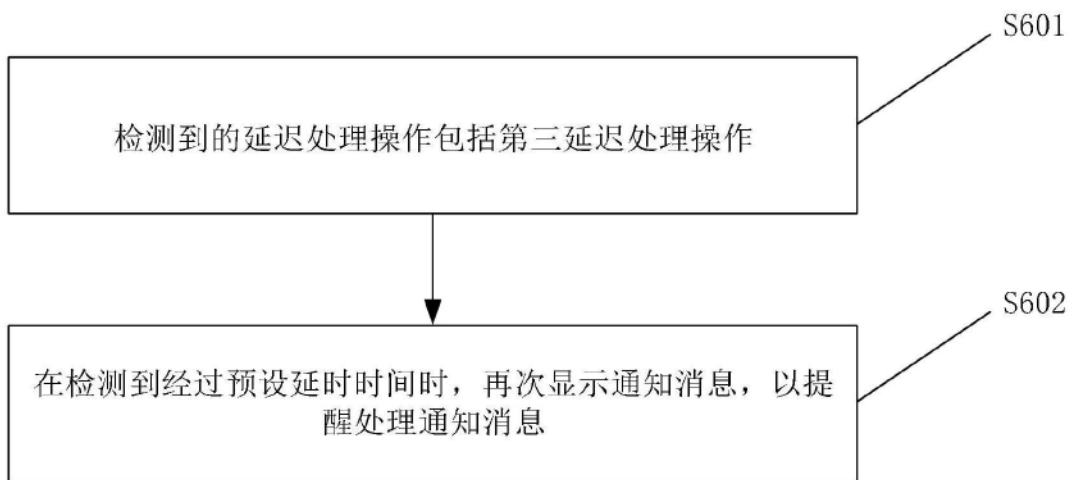 S601
检测到的延迟处理操作包括第三延迟处理操作
S602
在检测到经过预设延时时间时，再次显示通知消息，以提
醒处理通知消息